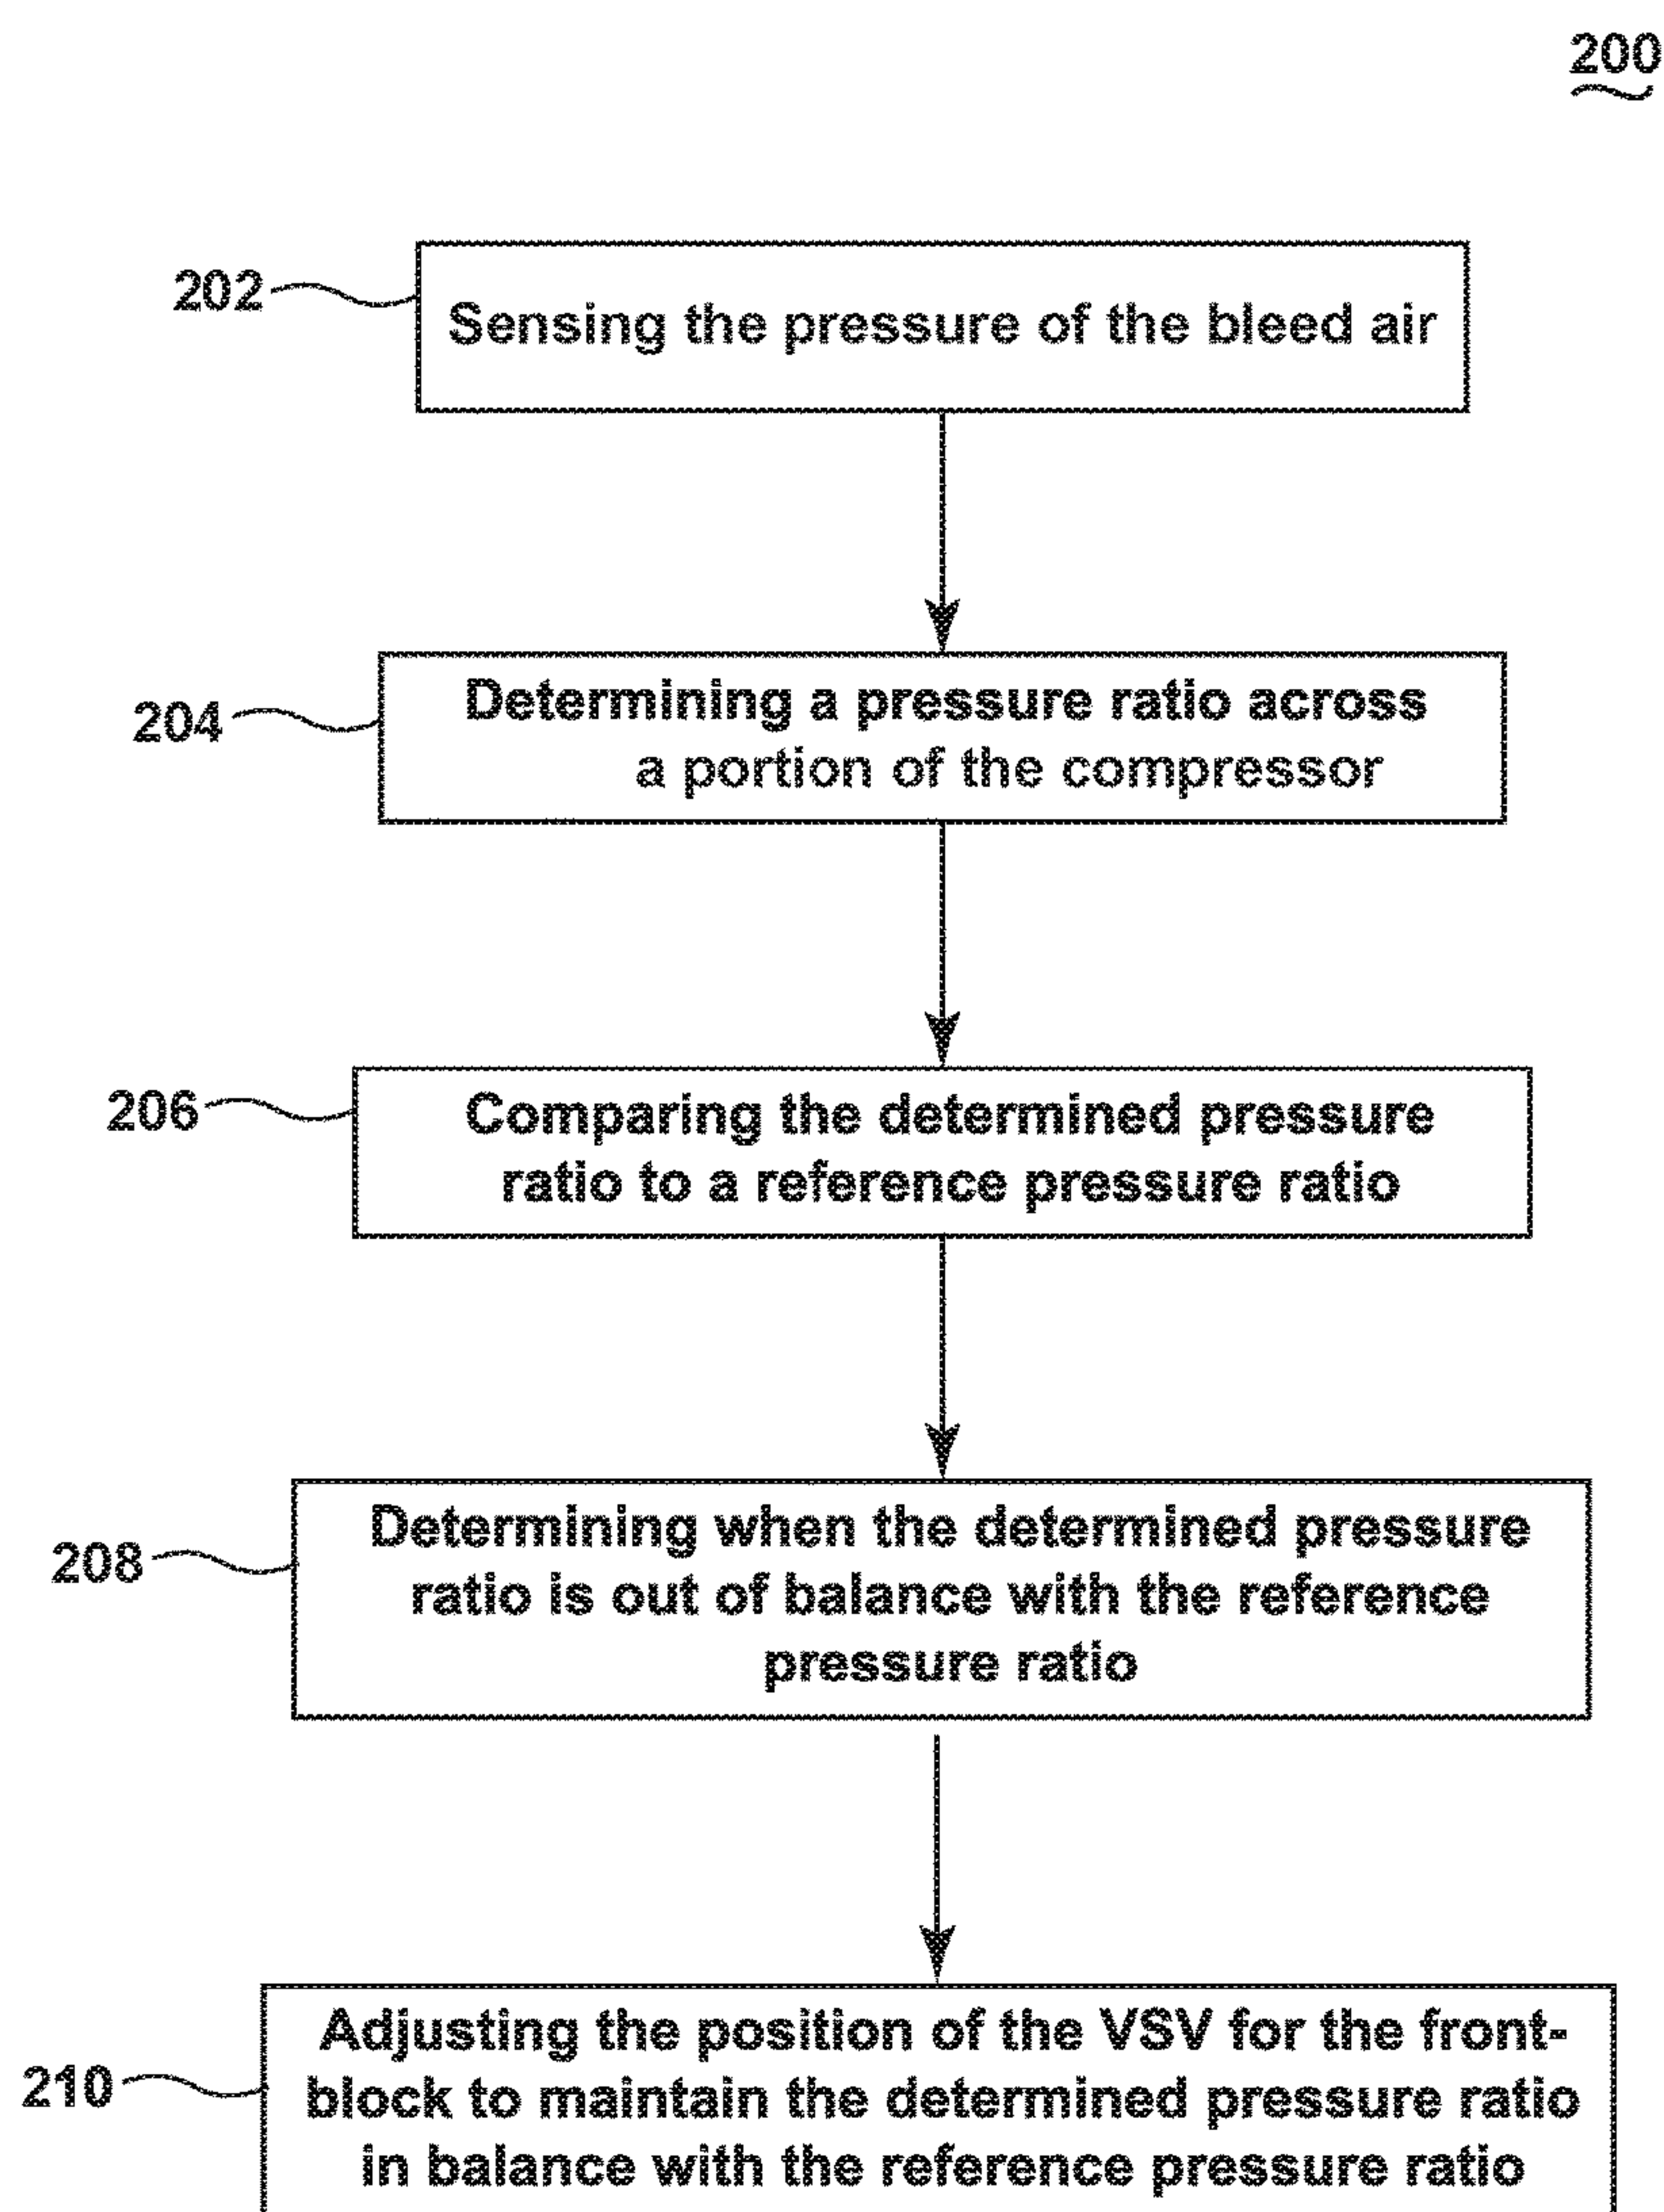 200
202
Sensing the pressure of the bleed air
204
Determining a pressure ratio across
a portion of the compressor
206
Comparing the determined pressure
ratio to a reference pressure ratio
208
Determining when the determined pressure
ratio is out of balance with the reference
pressure ratio
210
Adjusting the position of the VSV for the front-
block to maintain the determined pressure ratio
in balance with the reference pressure ratio